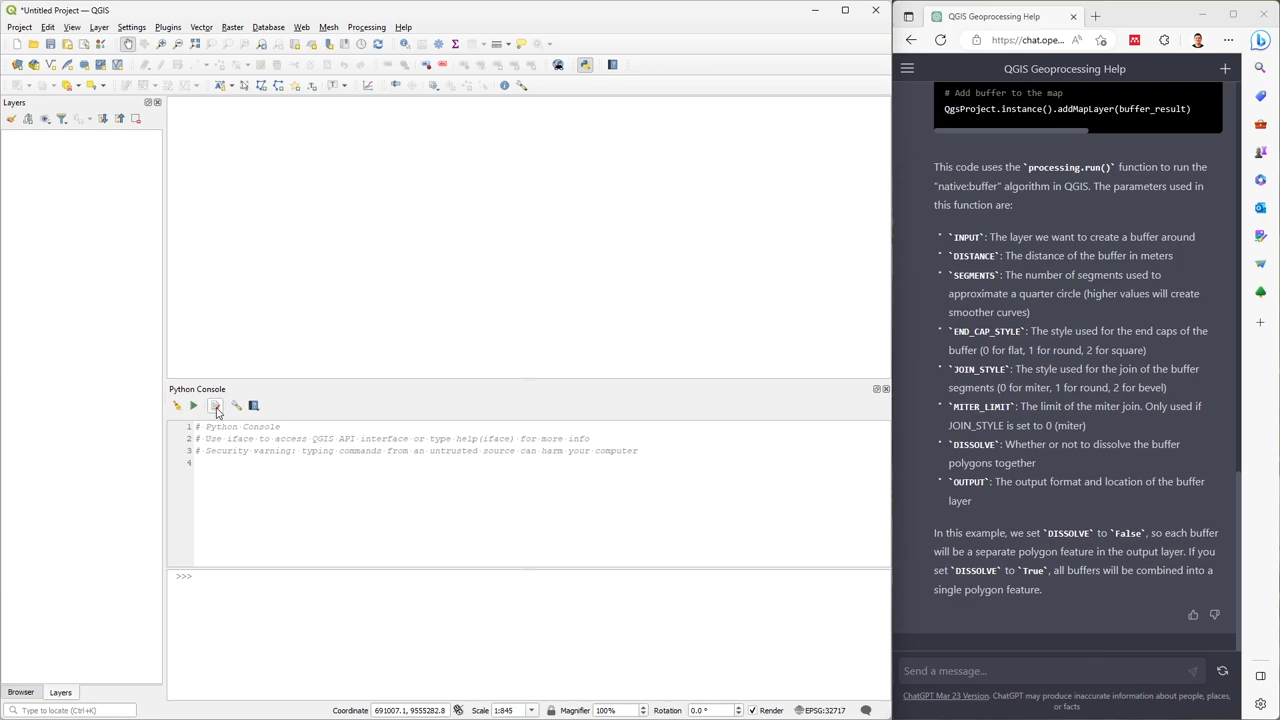 *Untitled Project — QGIS
Project Edit View Layer Settings Plugins Vector Raster Database Web Mesh Processing Help
Layers
Python Console
1 # Python Console
2 # Use iface to access QGIS API interface or type help(iface) for more info
3 # Security warning: typing commands from an untrusted source can harm your computer
4
>>>
Browser Layers
Type to locate (Ctrl+K)
Coordinate 691007.1, 9555282.8 Scale 1:845 Magnifier 100% Rotation 0.0 ° Render EPSG:32717
QGIS Geoprocessing Help
https://chat.ope...
QGIS Geoprocessing Help
# Add buffer to the map
QgsProject.instance().addMapLayer(buffer_result)
This code uses the `processing.run()` function to run the
"native:buffer" algorithm in QGIS. The parameters used in
this function are:
• `INPUT`: The layer we want to create a buffer around
• `DISTANCE`: The distance of the buffer in meters
• `SEGMENTS`: The number of segments used to
approximate a quarter circle (higher values will create
smoother curves)
• `END_CAP_STYLE`: The style used for the end caps of the
buffer (0 for flat, 1 for round, 2 for square)
• `JOIN_STYLE`: The style used for the join of the buffer
segments (0 for miter, 1 for round, 2 for bevel)
• `MITER_LIMIT`: The limit of the miter join. Only used if
JOIN_STYLE is set to 0 (miter)
• `DISSOLVE`: Whether or not to dissolve the buffer
polygons together
• `OUTPUT`: The output format and location of the buffer
layer
In this example, we set `DISSOLVE` to `False`, so each buffer
will be a separate polygon feature in the output layer. If you
set `DISSOLVE` to `True`, all buffers will be combined into a
single polygon feature.
Send a message...
ChatGPT Mar 23 Version. ChatGPT may produce inaccurate information about people, places,
or facts